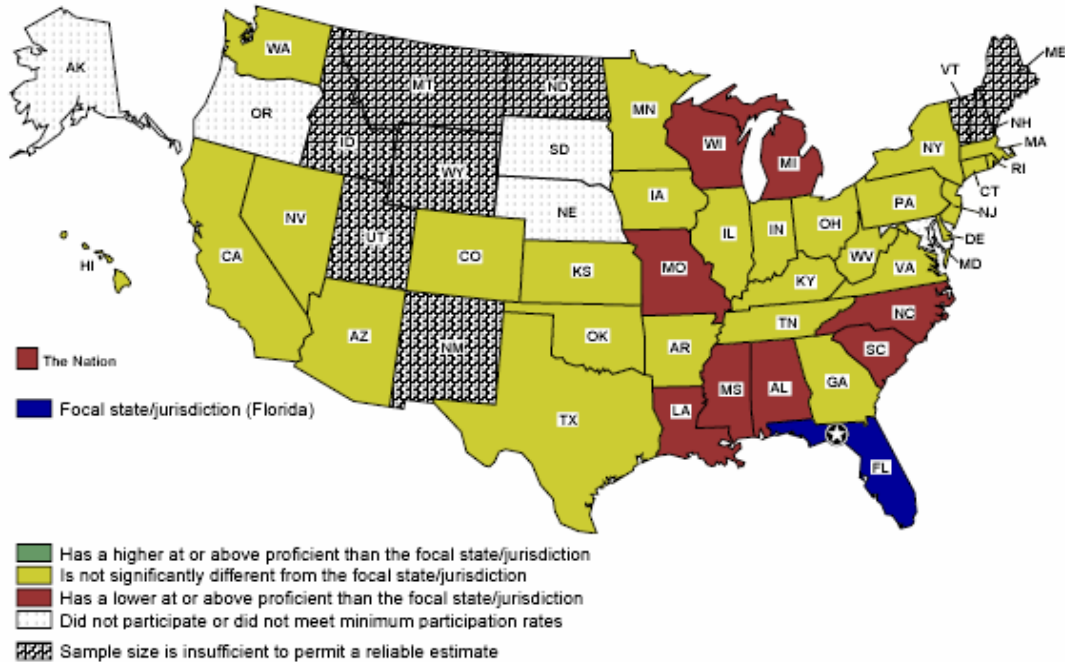 WA
ME
AK
MT
ND
VT
OR
MN
NH
ID
SD
WI
NY
MA
WY
MI
RI
IA
PA
CT
NE
NV
NJ
IL
IN
OH
UT
DE
CA
CO
WV
HI
KS
MO
VA
MD
KY
NC
TN
AZ
OK
NM
AR
SC
The Nation
MS
AL
GA
LA
Focal state/jurisdiction (Florida)
TX
FL
Has a higher at or above proficient than the focal state/jurisdiction
Is not significantly different from the focal state/jurisdiction
Has a lower at or above proficient than the focal state/jurisdiction
Did not participate or did not meet minimum participation rates
Sample size is insufficient to permit a reliable estimate